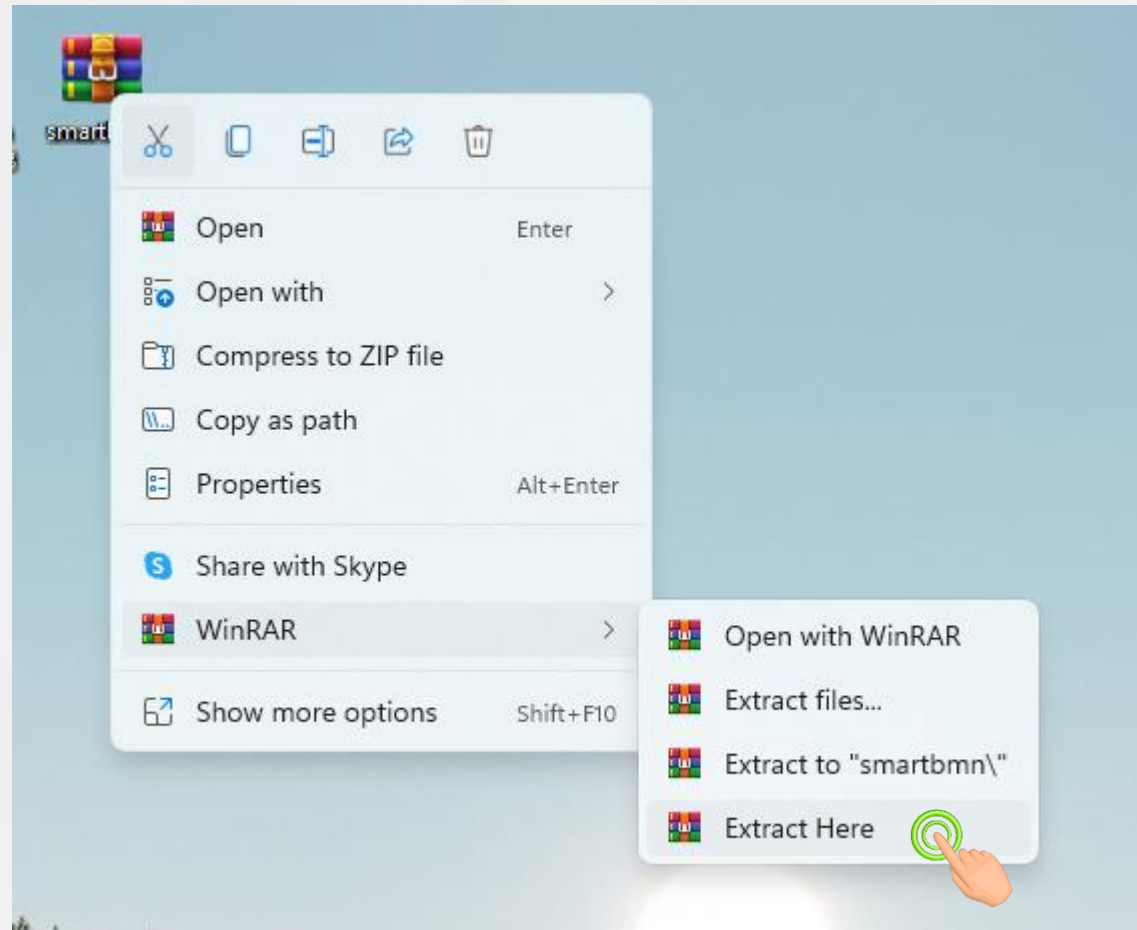 Open Enter
Open with
Compress to ZIP file
Copy as path
Properties Alt+Enter
Share with Skype
WinRAR
Show more options Shift+F10
Open with WinRAR
Extract files...
Extract to "smartbmn\"
Extract Here